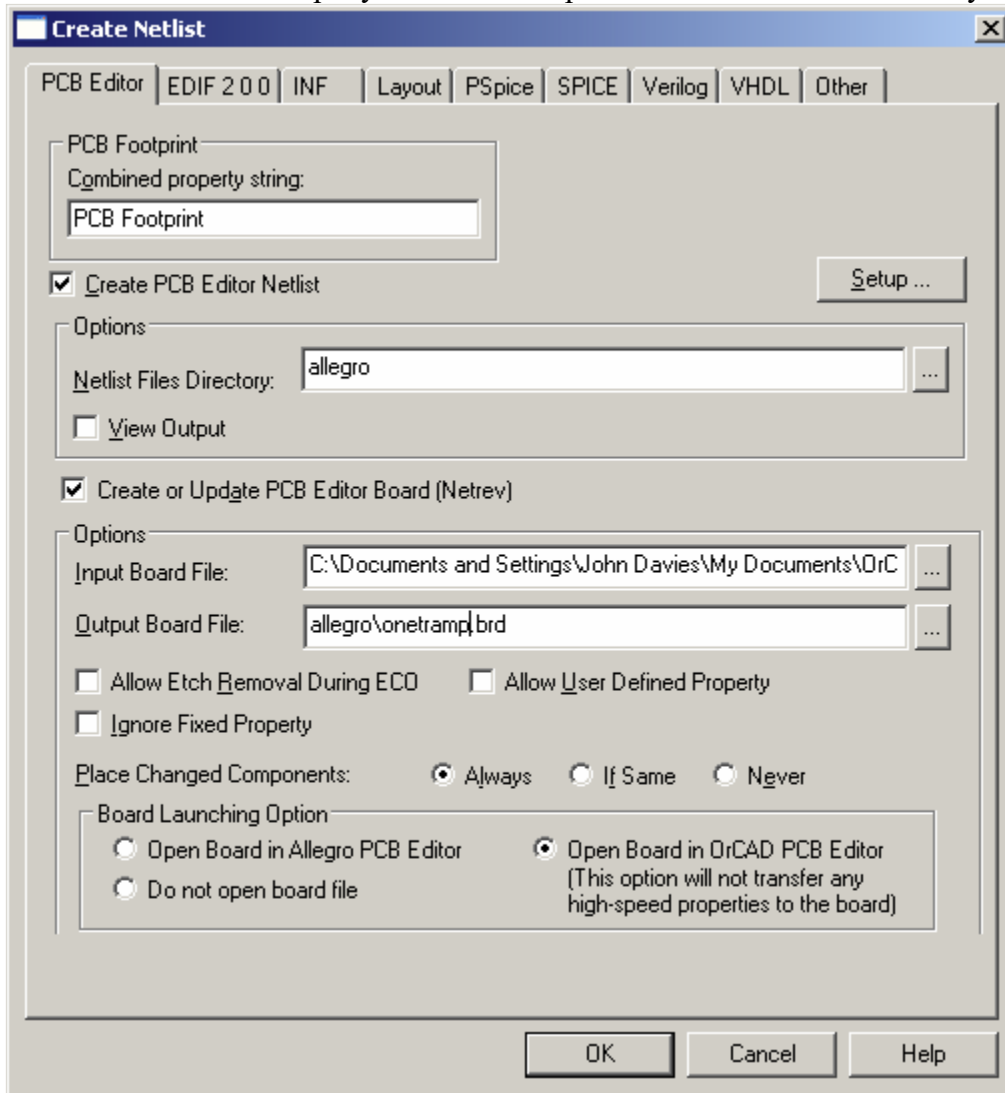 Create Netlist
PCB Editor EDIF 2 0 0 INF Layout PSpice SPICE Verilog VHDL Other
PCB Footprint
Combined property string:
PCB Footprint
Create PCB Editor Netlist
Setup ...
Options
Netlist Files Directory: allegro ...
View Output
Create or Update PCB Editor Board (Netrev)
Options
Input Board File: C:\Documents and Settings\John Davies\My Documents\OrC ...
Output Board File: allegro\onetramp.brd ...
Allow Etch Removal During ECO Allow User Defined Property
Ignore Fixed Property
Place Changed Components: Always If Same Never
Board Launching Option
Open Board in Allegro PCB Editor Open Board in OrCAD PCB Editor
Do not open board file (This option will not transfer any
high-speed properties to the board)
OK Cancel Help